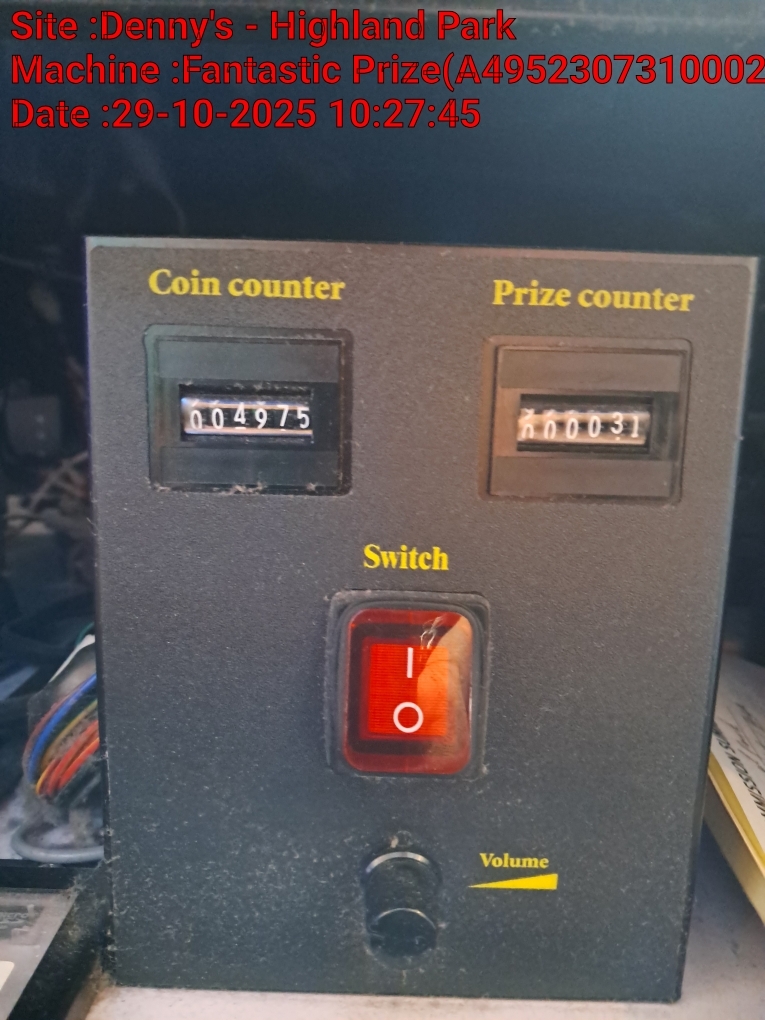 Site :Denny's - Highland Park
Machine :Fantastic Prize(A4952307310002
Date :29-10-2025 10:27:45
Coin counter
Prize counter
004975
000031
Switch
I
O
Volume